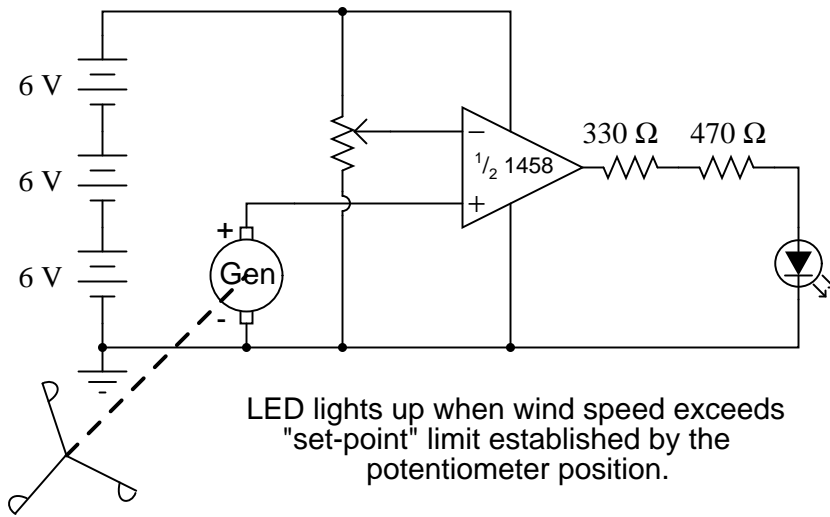 6 V
6 V
6 V
−
+
1/2 1458
330 Ω 470 Ω
+
Gen
-
LED lights up when wind speed exceeds
"set-point" limit established by the
potentiometer position.